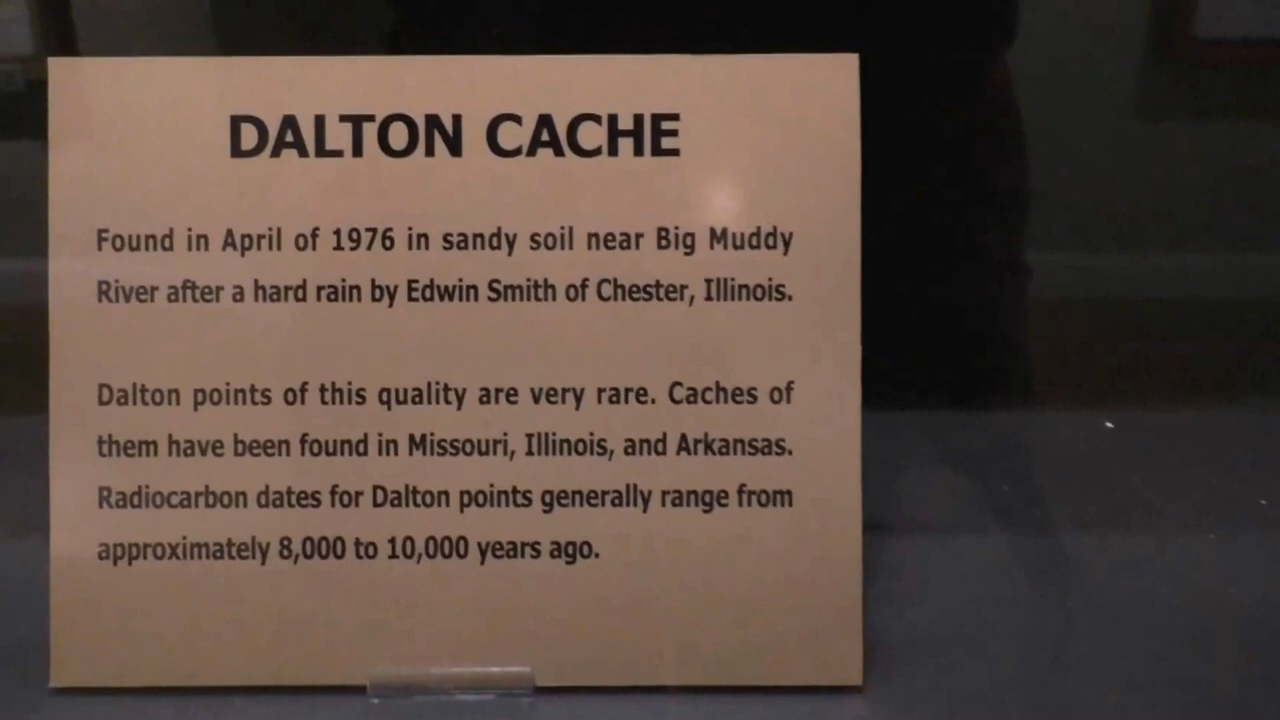 DALTON CACHE
Found in April of 1976 in sandy soil near Big Muddy
River after a hard rain by Edwin Smith of Chester, Illinois.
Dalton points of this quality are very rare. Caches of
them have been found in Missouri, Illinois, and Arkansas.
Radiocarbon dates for Dalton points generally range from
approximately 8,000 to 10,000 years ago.